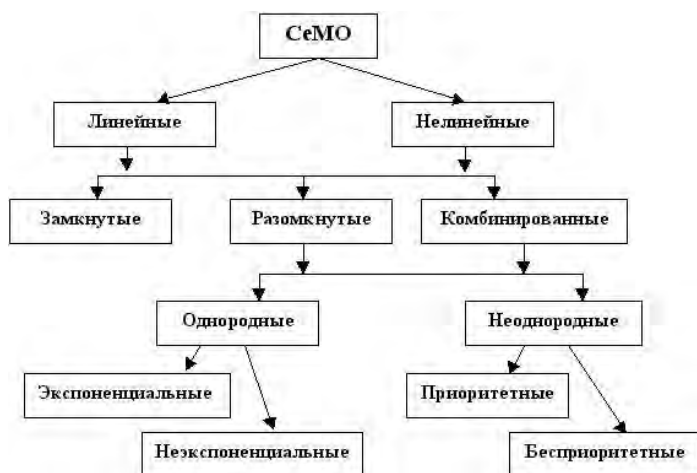 СеМО
Линейные
Нелинейные
Замкнутые
Разомкнутые
Комбинированные
Однородные
Неоднородные
Экспоненциальные
Приоритетные
Неэкспоненциальные
Бесприоритетные